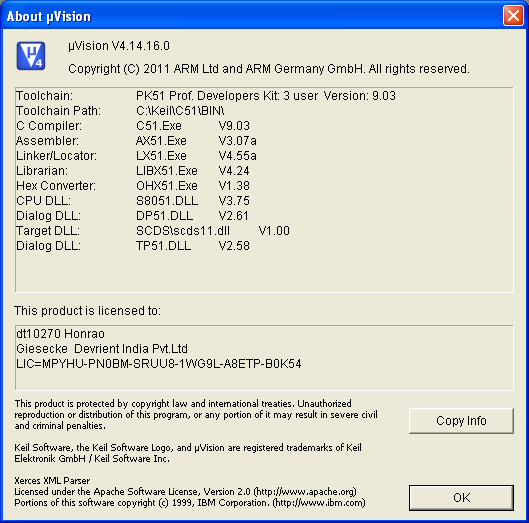 About µVision
µVision V4.14.16.0
Copyright (C) 2011 ARM Ltd and ARM Germany GmbH. All rights reserved.
Toolchain: PK51 Prof. Developers Kit: 3 user Version: 9.03
Toolchain Path: C:\Keil\C51\BIN\
C Compiler: C51.Exe V9.03
Assembler: AX51.Exe V3.07a
Linker/Locator: LX51.Exe V4.55a
Librarian: LIBX51.Exe V4.24
Hex Converter: OHX51.Exe V1.38
CPU DLL: S8051.DLL V3.75
Dialog DLL: DP51.DLL V2.61
Target DLL: SCDS\scds11.dll V1.00
Dialog DLL: TP51.DLL V2.58
This product is licensed to:
dt10270 Honrao
Giesecke Devrient India Pvt.Ltd
LIC=MPYHU-PN0BM-SRUU8-1WG9L-A8ETP-B0K54
This product is protected by copyright law and international treaties. Unauthorized
reproduction or distribution of this program, or any portion of it may result in severe civil
and criminal penalties.
Copy Info
Keil Software, the Keil Software Logo, and µVision are registered trademarks of Keil
Elektronik GmbH / Keil Software Inc.
Xerces XML Parser
Licensed under the Apache Software License, Version 2.0 (http://www.apache.org)
Portions of this software copyright (c) 1999, IBM Corporation. (http://www.ibm.com)
OK